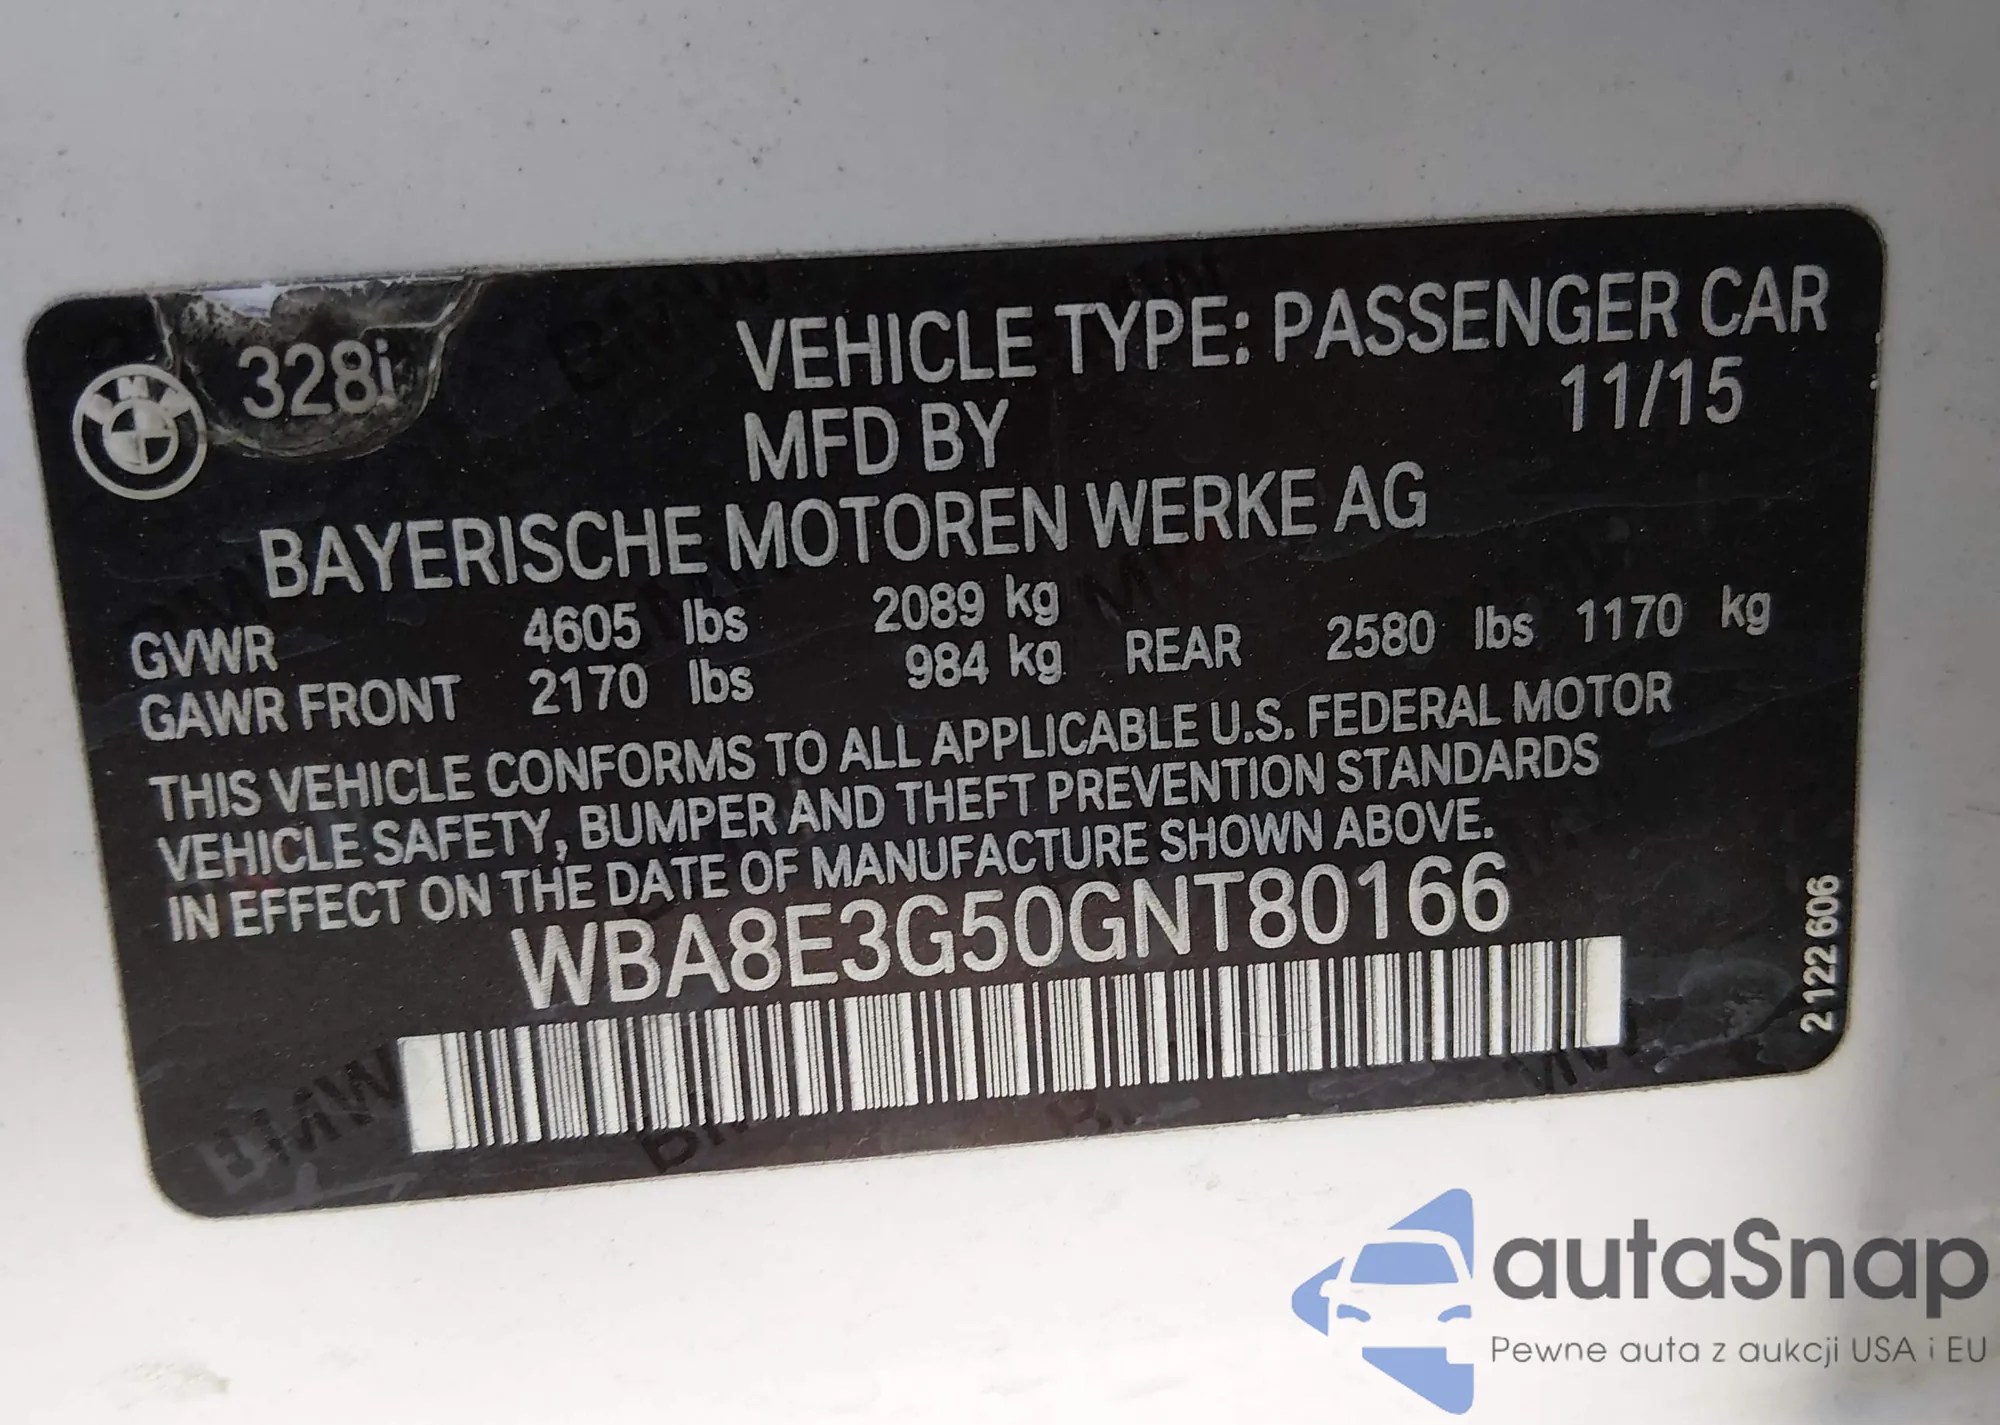 328i
VEHICLE TYPE: PASSENGER CAR
MFD BY 11/15
BAYERISCHE MOTOREN WERKE AG
GVWR 4605 lbs 2089 kg
GAWR FRONT 2170 lbs 984 kg REAR 2580 lbs 1170 kg
THIS VEHICLE CONFORMS TO ALL APPLICABLE U.S. FEDERAL MOTOR
VEHICLE SAFETY, BUMPER AND THEFT PREVENTION STANDARDS
IN EFFECT ON THE DATE OF MANUFACTURE SHOWN ABOVE.
WBA8E3G50GNT80166
2122606
BMW
autaSnap
Pewne auta z aukcji USA i EU